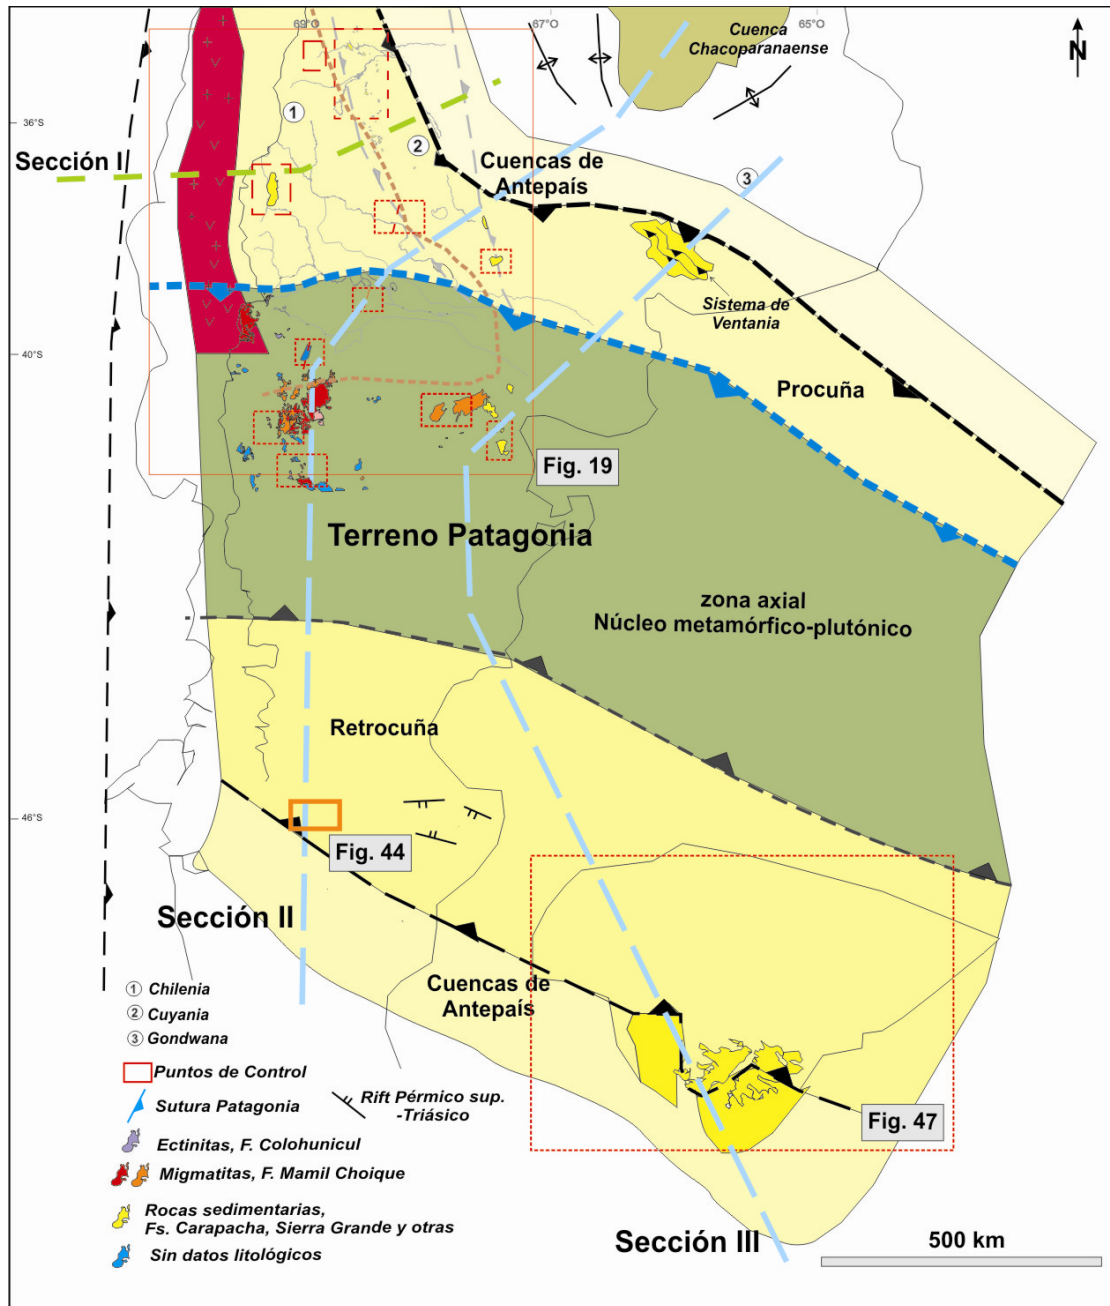 69°O
67°O
65°O
Cuenca
Chacoparanaense
N
36°S
1
2
Sección I
Cuencas de
Antepaís
3
Sistema de
Ventania
40°S
Procuña
Fig. 19
Terreno Patagonia
zona axial
Núcleo metamórfico-plutónico
Retrocuña
46°S
Fig. 44
Sección II
Cuencas de
Antepaís
1 Chilenia
2 Cuyania
3 Gondwana
Puntos de Control
Sutura Patagonia
Rift Pérmico sup.
-Triásico
Ectinitas, F. Colohunicul
Migmatitas, F. Mamil Choique
Rocas sedimentarias,
Fs. Carapacha, Sierra Grande y otras
Sin datos litológicos
Fig. 47
Sección III
500 km